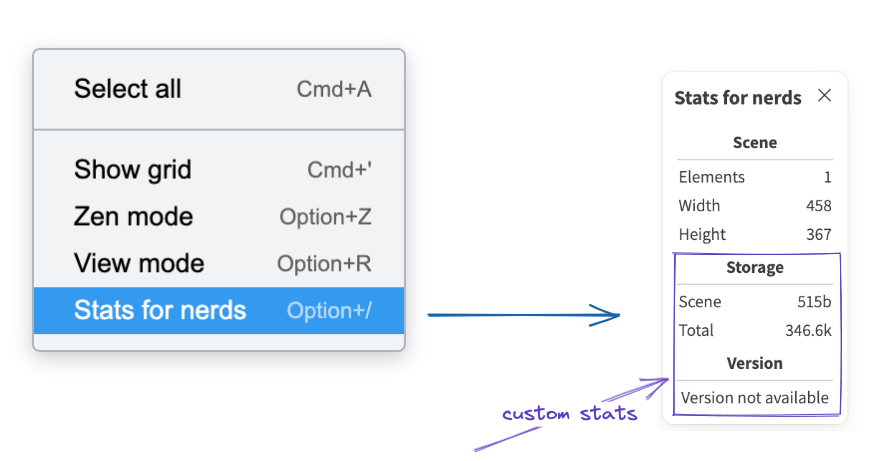 Select all Cmd+A
Show grid Cmd+'
Zen mode Option+Z
View mode Option+R
Stats for nerds Option+/
Stats for nerds
Scene
Elements 1
Width 458
Height 367
Storage
Scene 515b
Total 346.6k
Version
Version not available
custom stats